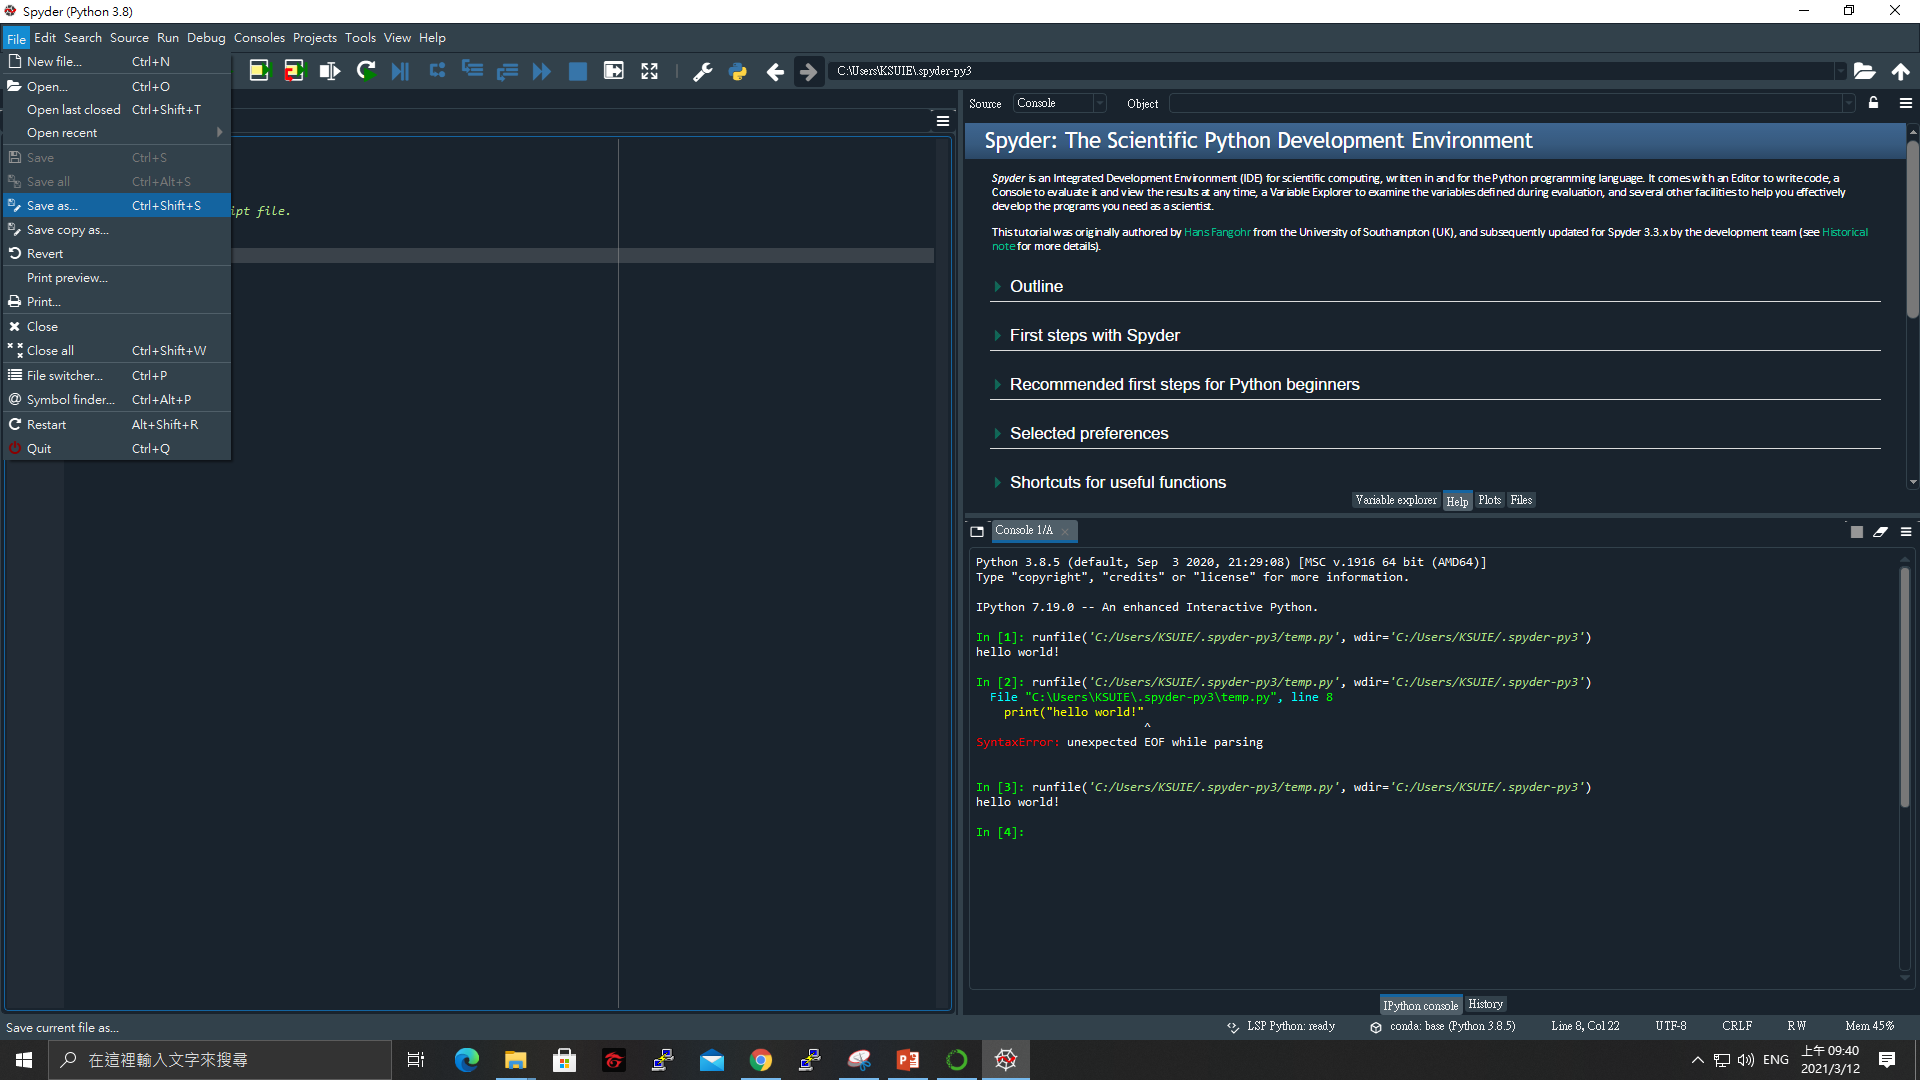 Spyder (Python 3.8)
File Edit Search Source Run Debug Consoles Projects Tools View Help
New file... Ctrl+N
Open... Ctrl+O
Open last closed Ctrl+Shift+T
Open recent
Save Ctrl+S
Save all Ctrl+Alt+S
Save as... Ctrl+Shift+S
Save copy as...
Revert
Print preview...
Print...
Close
Close all Ctrl+Shift+W
File switcher... Ctrl+P
Symbol finder... Ctrl+Alt+P
Restart Alt+Shift+R
Quit Ctrl+Q
ipt file.
C:\Users\KSUIE\.spyder-py3
Source Console Object
Spyder: The Scientific Python Development Environment
Spyder is an Integrated Development Environment (IDE) for scientific computing, written in and for the Python programming language. It comes with an Editor to write code, a
Console to evaluate it and view the results at any time, a Variable Explorer to examine the variables defined during evaluation, and several other facilities to help you effectively
develop the programs you need as a scientist.
This tutorial was originally authored by Hans Fangohr from the University of Southampton (UK), and subsequently updated for Spyder 3.3.x by the development team (see Historical
note for more details).
Outline
First steps with Spyder
Recommended first steps for Python beginners
Selected preferences
Shortcuts for useful functions
Variable explorer Help Plots Files
Console 1/A
Python 3.8.5 (default, Sep  3 2020, 21:29:08) [MSC v.1916 64 bit (AMD64)]
Type "copyright", "credits" or "license" for more information.
IPython 7.19.0 -- An enhanced Interactive Python.
In [1]: runfile('C:/Users/KSUIE/.spyder-py3/temp.py', wdir='C:/Users/KSUIE/.spyder-py3')
hello world!
In [2]: runfile('C:/Users/KSUIE/.spyder-py3/temp.py', wdir='C:/Users/KSUIE/.spyder-py3')
File "C:\Users\KSUIE\.spyder-py3\temp.py", line 8
print("hello world!"
^
SyntaxError: unexpected EOF while parsing
In [3]: runfile('C:/Users/KSUIE/.spyder-py3/temp.py', wdir='C:/Users/KSUIE/.spyder-py3')
hello world!
In [4]:
IPython console History
Save current file as...
LSP Python: ready conda: base (Python 3.8.5) Line 8, Col 22 UTF-8 CRLF RW Mem 45%
在這裡輸入文字來搜尋
ENG
上午 09:40
2021/3/12